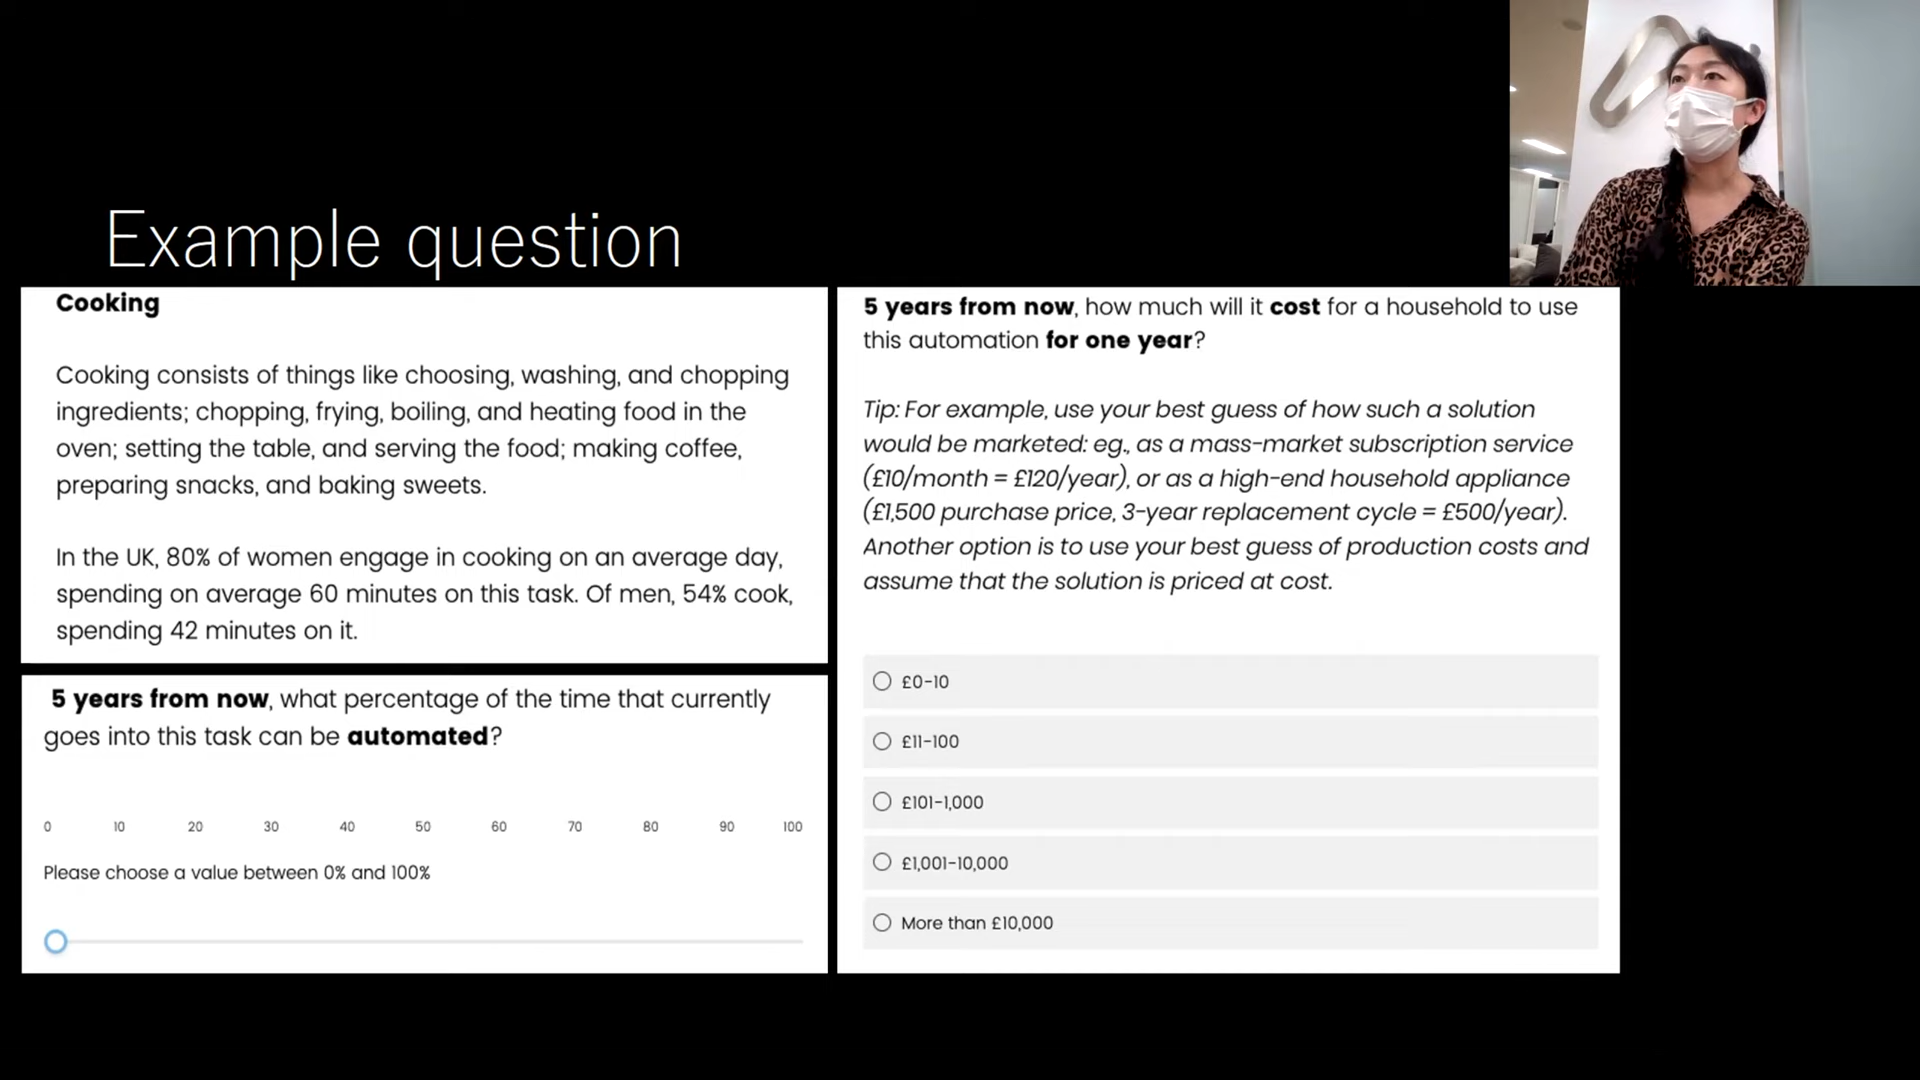 Example question
Cooking
Cooking consists of things like choosing, washing, and chopping
ingredients; chopping, frying, boiling, and heating food in the
oven; setting the table, and serving the food; making coffee,
preparing snacks, and baking sweets.
In the UK, 80% of women engage in cooking on an average day,
spending on average 60 minutes on this task. Of men, 54% cook,
spending 42 minutes on it.
5 years from now, what percentage of the time that currently
goes into this task can be automated?
0 10 20 30 40 50 60 70 80 90 100
Please choose a value between 0% and 100%
5 years from now, how much will it cost for a household to use
this automation for one year?
Tip: For example, use your best guess of how such a solution
would be marketed: eg., as a mass-market subscription service
(£10/month = £120/year), or as a high-end household appliance
(£1,500 purchase price, 3-year replacement cycle = £500/year).
Another option is to use your best guess of production costs and
assume that the solution is priced at cost.
£0-10
£11-100
£101-1,000
£1,001-10,000
More than £10,000